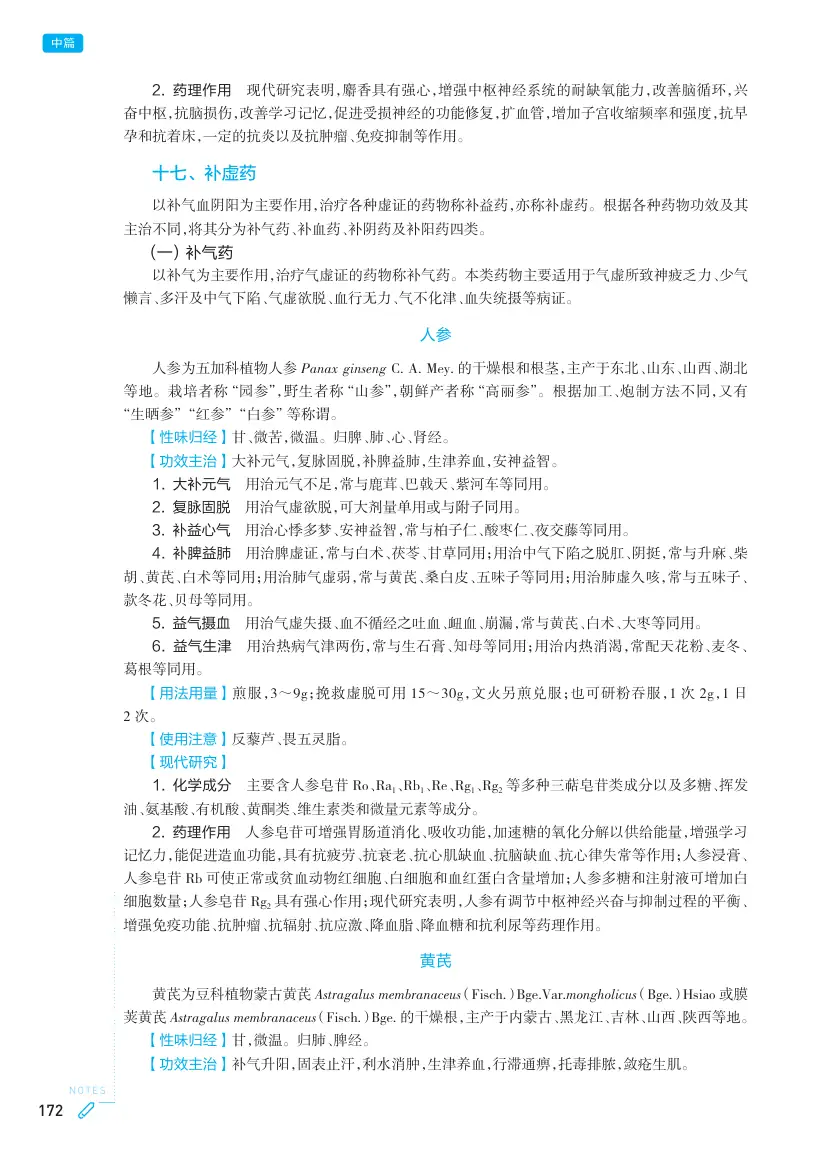 中篇
2. 药理作用　现代研究表明,麝香具有强心,增强中枢神经系统的耐缺氧能力,改善脑循环,兴
奋中枢,抗脑损伤,改善学习记忆,促进受损神经的功能修复,扩血管,增加子宫收缩频率和强度,抗早
孕和抗着床,一定的抗炎以及抗肿瘤、免疫抑制等作用。
十七、补虚药
以补气血阴阳为主要作用,治疗各种虚证的药物称补益药,亦称补虚药。根据各种药物功效及其
主治不同,将其分为补气药、补血药、补阴药及补阳药四类。
(一) 补气药
以补气为主要作用,治疗气虚证的药物称补气药。本类药物主要适用于气虚所致神疲乏力、少气
懒言、多汗及中气下陷、气虚欲脱、血行无力、气不化津、血失统摄等病证。
人参
人参为五加科植物人参 Panax ginseng C. A. Mey. 的干燥根和根茎,主产于东北、山东、山西、湖北
等地。栽培者称 “园参”,野生者称 “山参”,朝鲜产者称 “高丽参”。根据加工、炮制方法不同,又有
“生晒参” “红参” “白参” 等称谓。
【性味归经】甘、微苦,微温。归脾、肺、心、肾经。
【功效主治】大补元气,复脉固脱,补脾益肺,生津养血,安神益智。
1. 大补元气　用治元气不足,常与鹿茸、巴戟天、紫河车等同用。
2. 复脉固脱　用治气虚欲脱,可大剂量单用或与附子同用。
3. 补益心气　用治心悸多梦、安神益智,常与柏子仁、酸枣仁、夜交藤等同用。
4. 补脾益肺　用治脾虚证,常与白术、茯苓、甘草同用;用治中气下陷之脱肛、阴挺,常与升麻、柴
胡、黄芪、白术等同用;用治肺气虚弱,常与黄芪、桑白皮、五味子等同用;用治肺虚久咳,常与五味子、
款冬花、贝母等同用。
5. 益气摄血　用治气虚失摄、血不循经之吐血、衄血、崩漏,常与黄芪、白术、大枣等同用。
6. 益气生津　用治热病气津两伤,常与生石膏、知母等同用;用治内热消渴,常配天花粉、麦冬、
葛根等同用。
【用法用量】煎服,3～9g;挽救虚脱可用 15～30g,文火另煎兑服;也可研粉吞服,1 次 2g,1 日
2 次。
【使用注意】反藜芦、畏五灵脂。
【现代研究】
1. 化学成分　主要含人参皂苷 Ro、Ra₁、Rb₁、Re、Rg₁、Rg₂ 等多种三萜皂苷类成分以及多糖、挥发
油、氨基酸、有机酸、黄酮类、维生素类和微量元素等成分。
2. 药理作用　人参皂苷可增强胃肠道消化、吸收功能,加速糖的氧化分解以供给能量,增强学习
记忆力,能促进造血功能,具有抗疲劳、抗衰老、抗心肌缺血、抗脑缺血、抗心律失常等作用;人参浸膏、
人参皂苷 Rb 可使正常或贫血动物红细胞、白细胞和血红蛋白含量增加;人参多糖和注射液可增加白
细胞数量;人参皂苷 Rg₂ 具有强心作用;现代研究表明,人参有调节中枢神经兴奋与抑制过程的平衡、
增强免疫功能、抗肿瘤、抗辐射、抗应激、降血脂、降血糖和抗利尿等药理作用。
黄芪
黄芪为豆科植物蒙古黄芪 Astragalus membranaceus ( Fisch. ) Bge.Var.mongholicus ( Bge. ) Hsiao 或膜
荚黄芪 Astragalus membranaceus ( Fisch. ) Bge. 的干燥根,主产于内蒙古、黑龙江、吉林、山西、陕西等地。
【性味归经】甘,微温。归肺、脾经。
【功效主治】补气升阳,固表止汗,利水消肿,生津养血,行滞通痹,托毒排脓,敛疮生肌。
NOTES
172